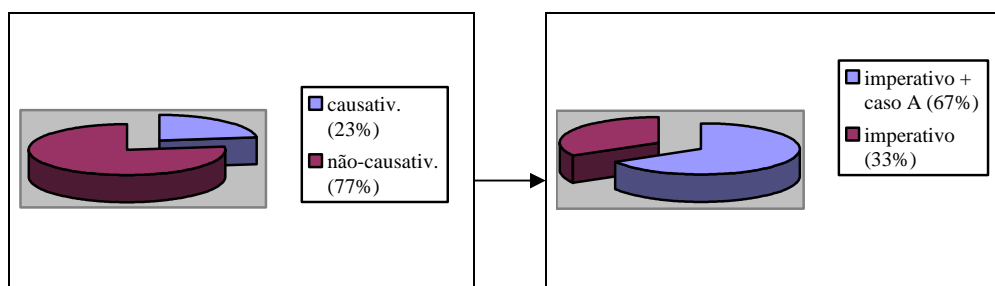 causativ.
(23%)
não-causativ.
(77%)
imperativo +
caso A (67%)
imperativo
(33%)